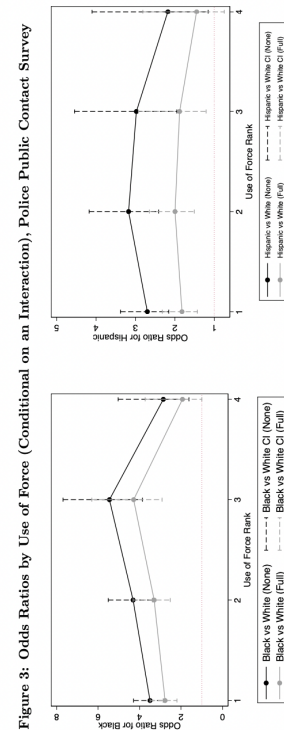 Figure 3: Odds Ratios by Use of Force (Conditional on an Interaction), Police Public Contact Survey
Odds Ratio for Black
0
2
4
6
8
1
2
3
4
Use of Force Rank
Black vs White (None)
Black vs White CI (None)
Black vs White (Full)
Black vs White CI (Full)
Odds Ratio for Hispanic
1
2
3
4
5
1
2
3
4
Use of Force Rank
Hispanic vs White (None)
Hispanic vs White CI (None)
Hispanic vs White (Full)
Hispanic vs White CI (Full)